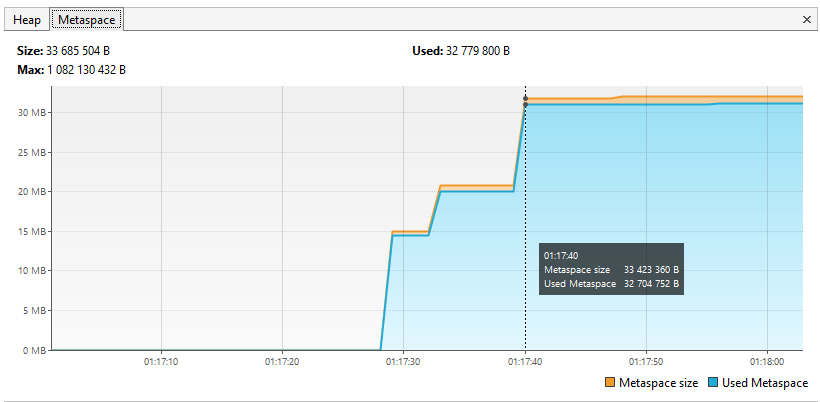 Heap Metaspace ×
Size: 33 685 504 B Used: 32 779 800 B
Max: 1 082 130 432 B
30 MB
25 MB
20 MB
15 MB
10 MB
5 MB
0 MB
01:17:40
Metaspace size 33 423 360 B
Used Metaspace 32 704 752 B
01:17:10 01:17:20 01:17:30 01:17:40 01:17:50 01:18:00
Metaspace size Used Metaspace